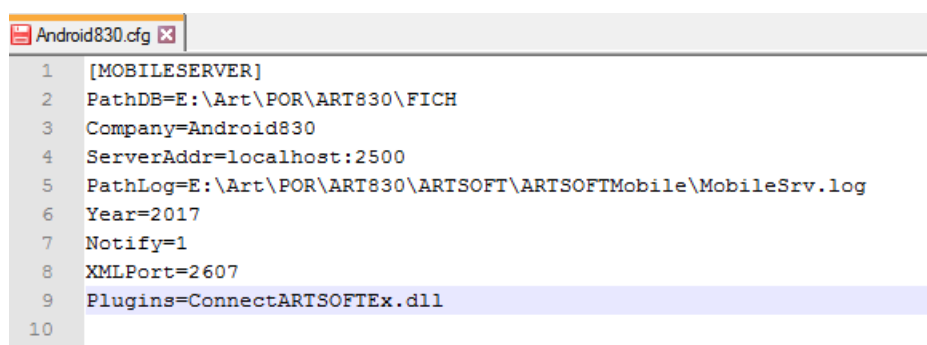 Android830.cfg
1 [MOBILESERVER]
2 PathDB=E:\Art\POR\ART830\FICH
3 Company=Android830
4 ServerAddr=localhost:2500
5 PathLog=E:\Art\POR\ART830\ARTSOFT\ARTSOFTMobile\MobileSrv.log
6 Year=2017
7 Notify=1
8 XMLPort=2607
9 Plugins=ConnectARTSOFTEx.dll
10